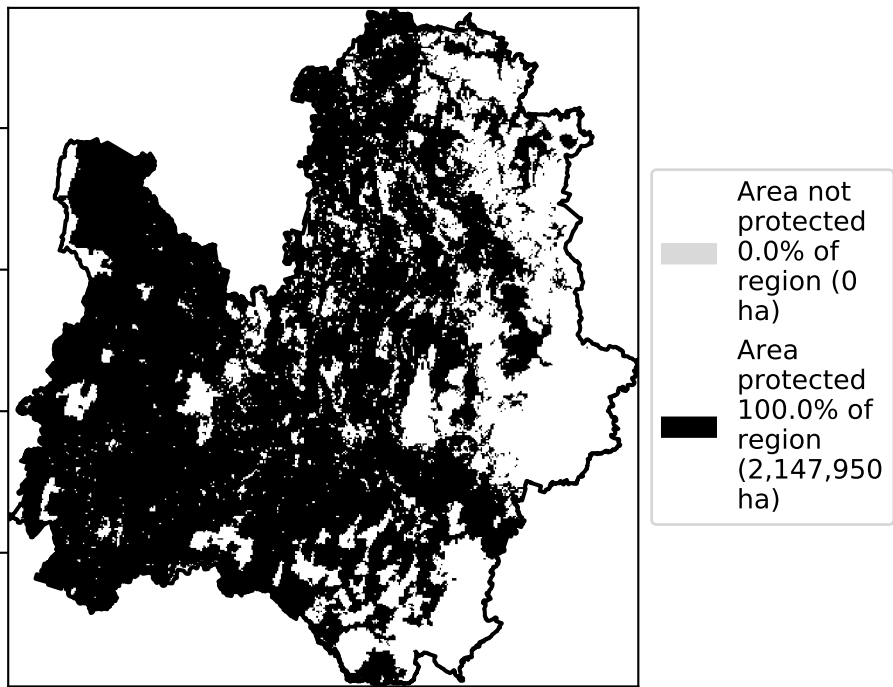 Area not
protected
0.0% of
region (0
ha)
Area
protected
100.0% of
region
(2,147,950
ha)